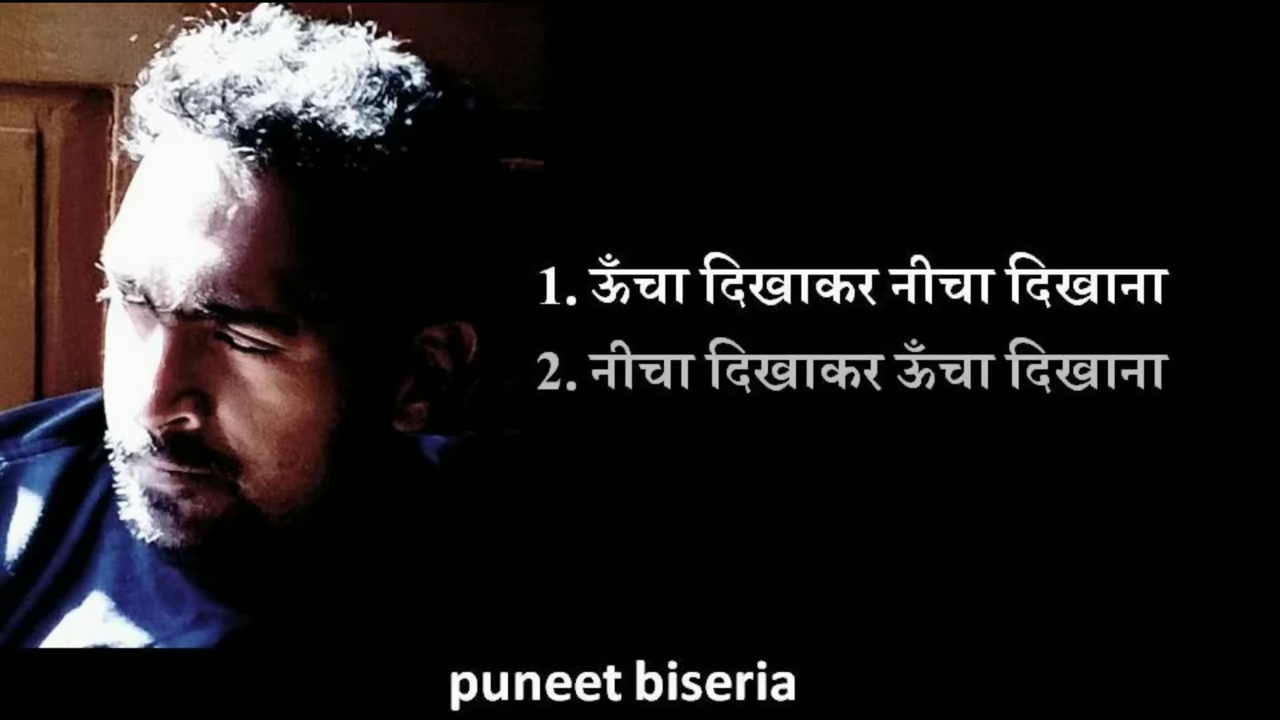 1. ऊँचा दिखाकर नीचा दिखाना
2. नीचा दिखाकर ऊँचा दिखाना
puneet biseria